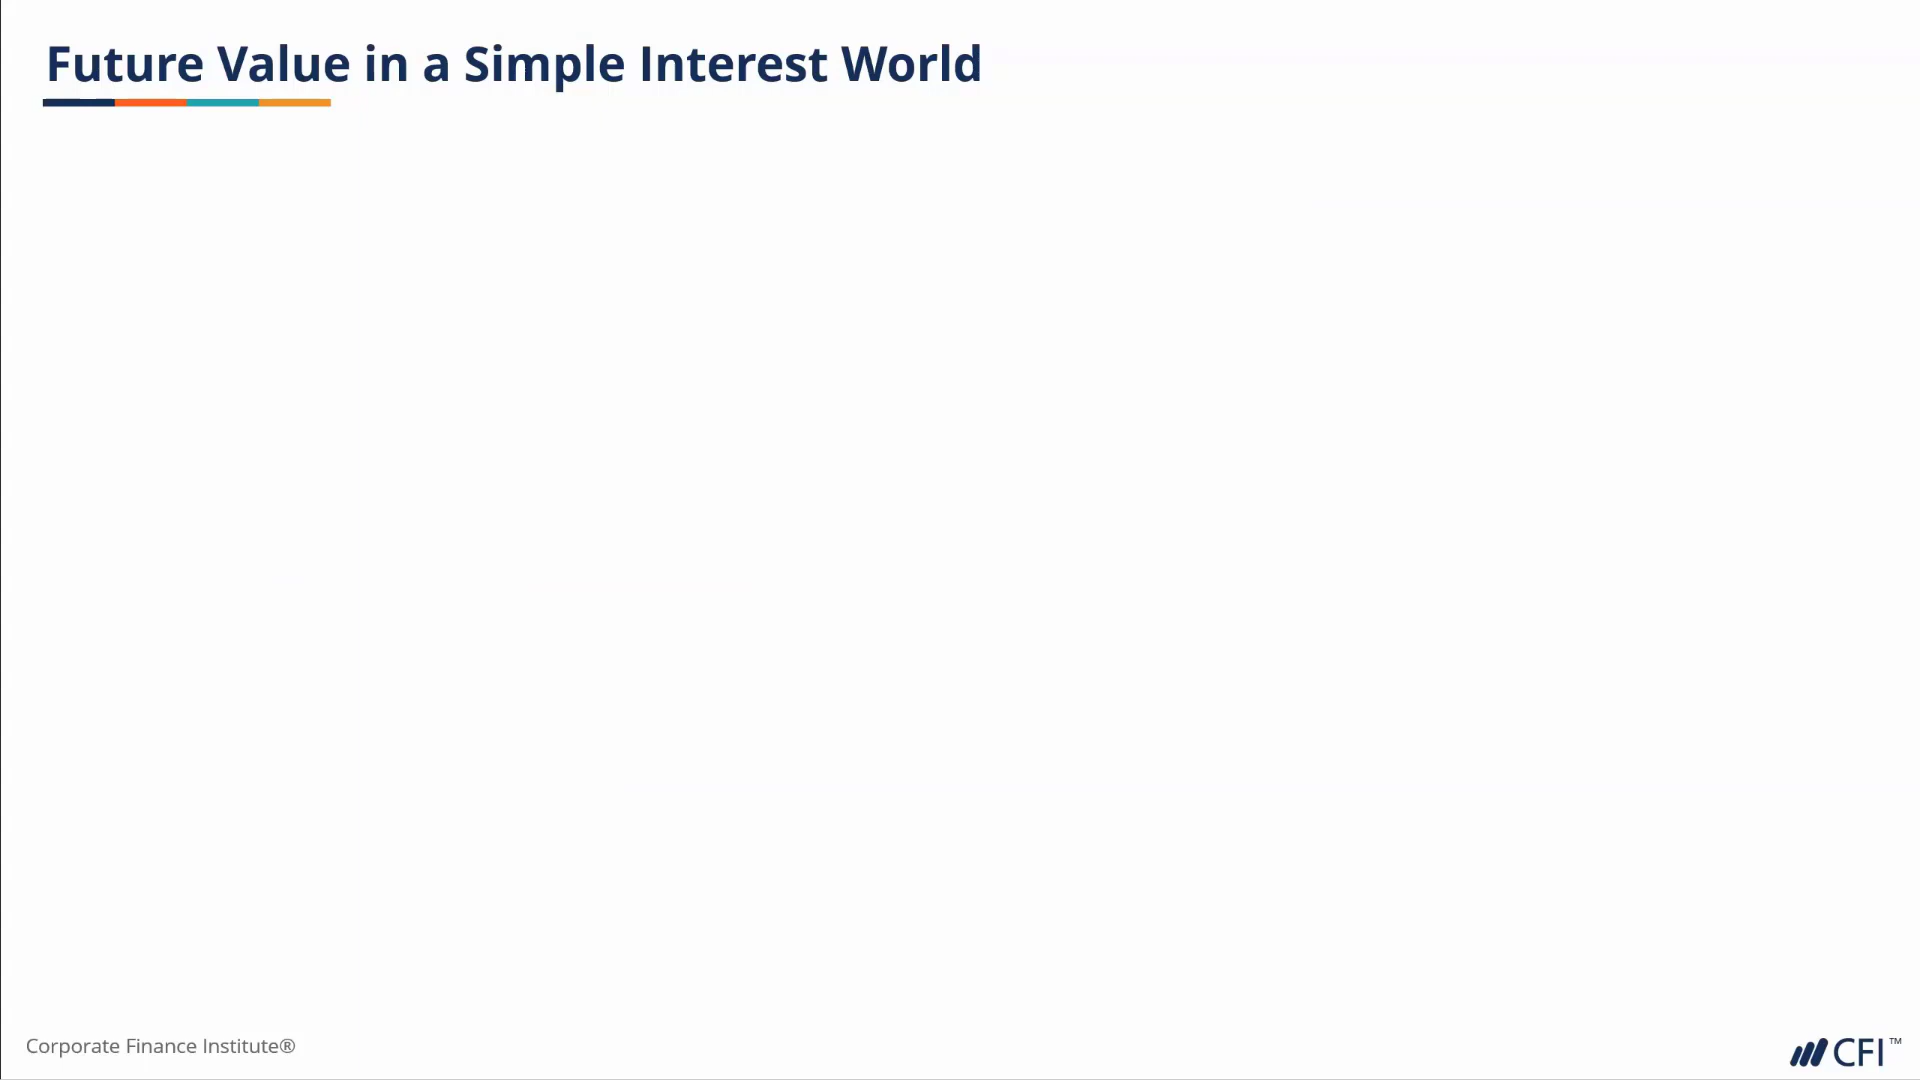 Future Value in a Simple Interest World
Corporate Finance Institute®
CFI™